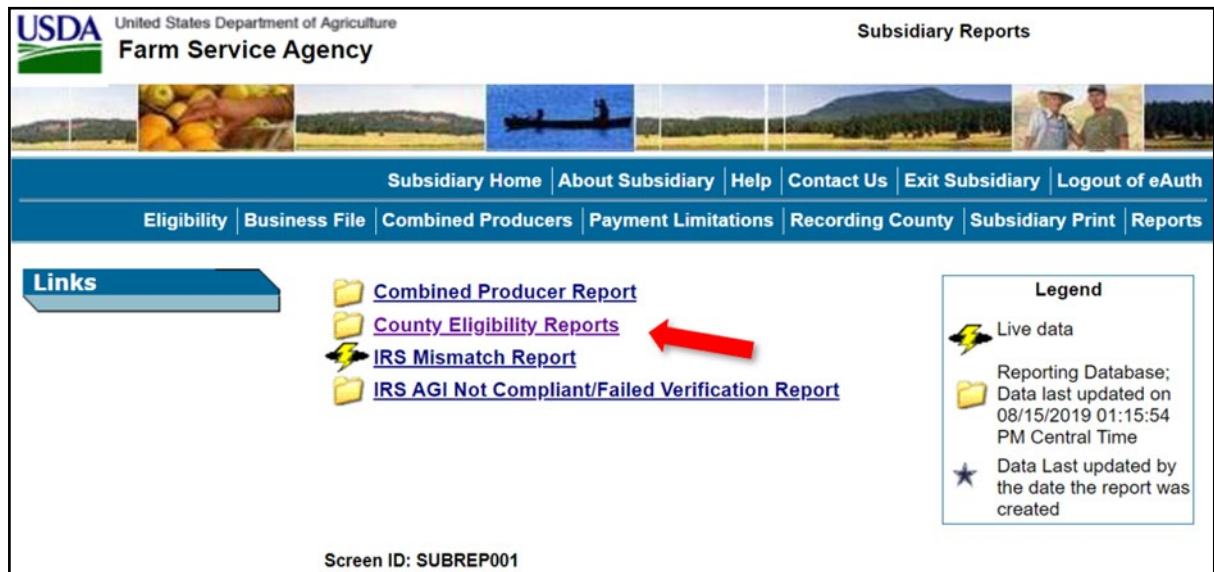 USDA
United States Department of Agriculture
Farm Service Agency
Subsidiary Reports
Subsidiary Home | About Subsidiary | Help | Contact Us | Exit Subsidiary | Logout of eAuth
Eligibility | Business File | Combined Producers | Payment Limitations | Recording County | Subsidiary Print | Reports
Links
Combined Producer Report
County Eligibility Reports
IRS Mismatch Report
IRS AGI Not Compliant/Failed Verification Report
Legend
Live data
Reporting Database;
Data last updated on
08/15/2019 01:15:54
PM Central Time
Data Last updated by
the date the report was
created
Screen ID: SUBREP001